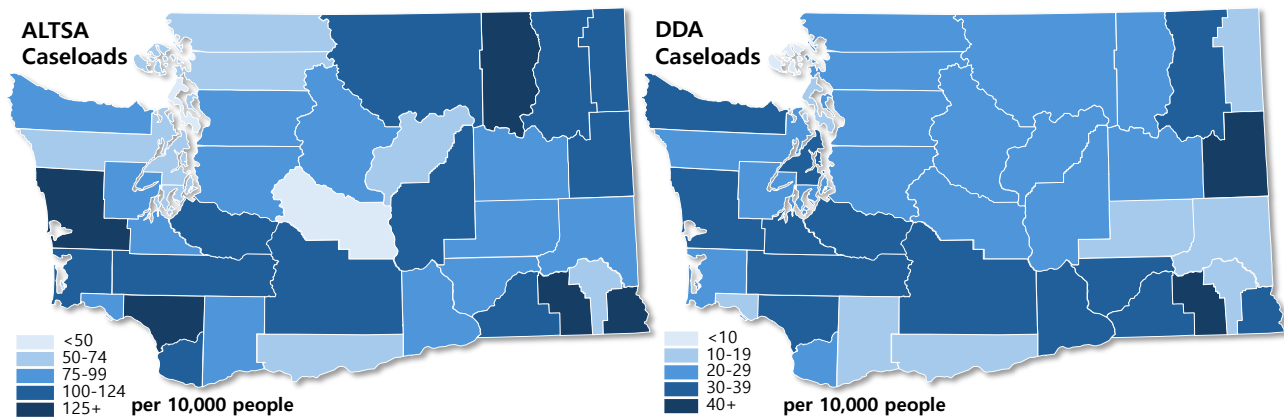 ALTSA
Caseloads
<50
50-74
75-99
100-124
125+
per 10,000 people
DDA
Caseloads
<10
10-19
20-29
30-39
40+
per 10,000 people